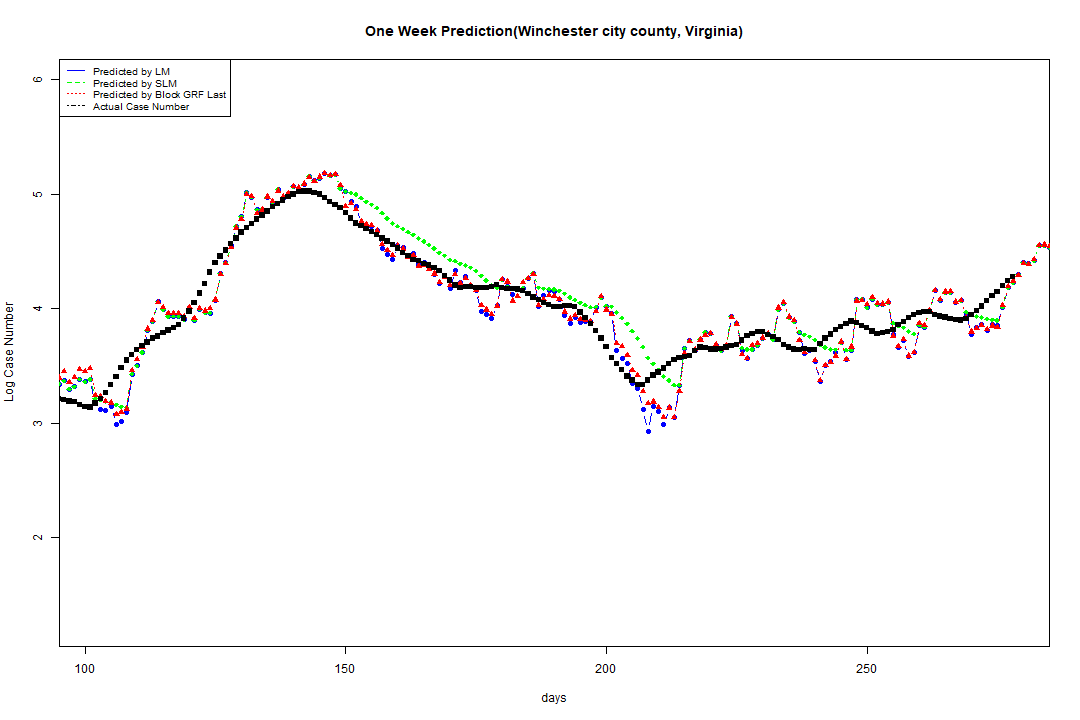 One Week Prediction(Winchester city county, Virginia)
Predicted by LM
Predicted by SLM
Predicted by Block GRF Last
Actual Case Number
6
5
4
3
2
Log Case Number
100 150 200 250
days